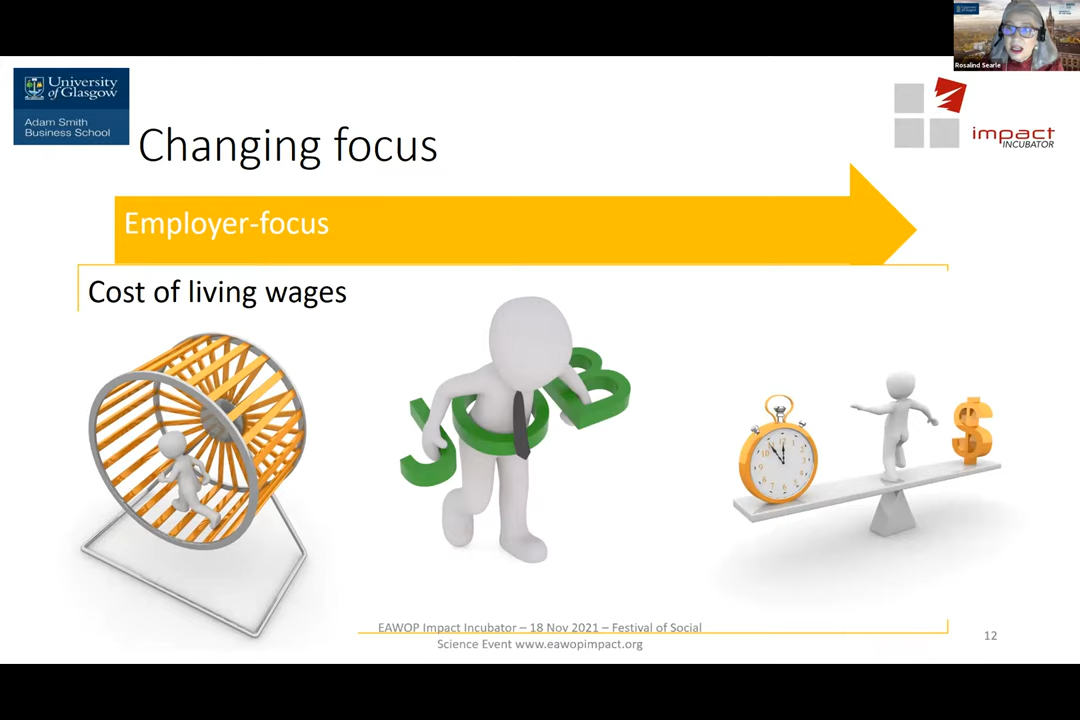 Rosalind Searle
University
of Glasgow
Adam Smith
Business School
Changing focus
impact
INCUBATOR
Employer-focus
Cost of living wages
JOB
$
EAWOP Impact Incubator – 18 Nov 2021 – Festival of Social
Science Event www.eawopimpact.org
12